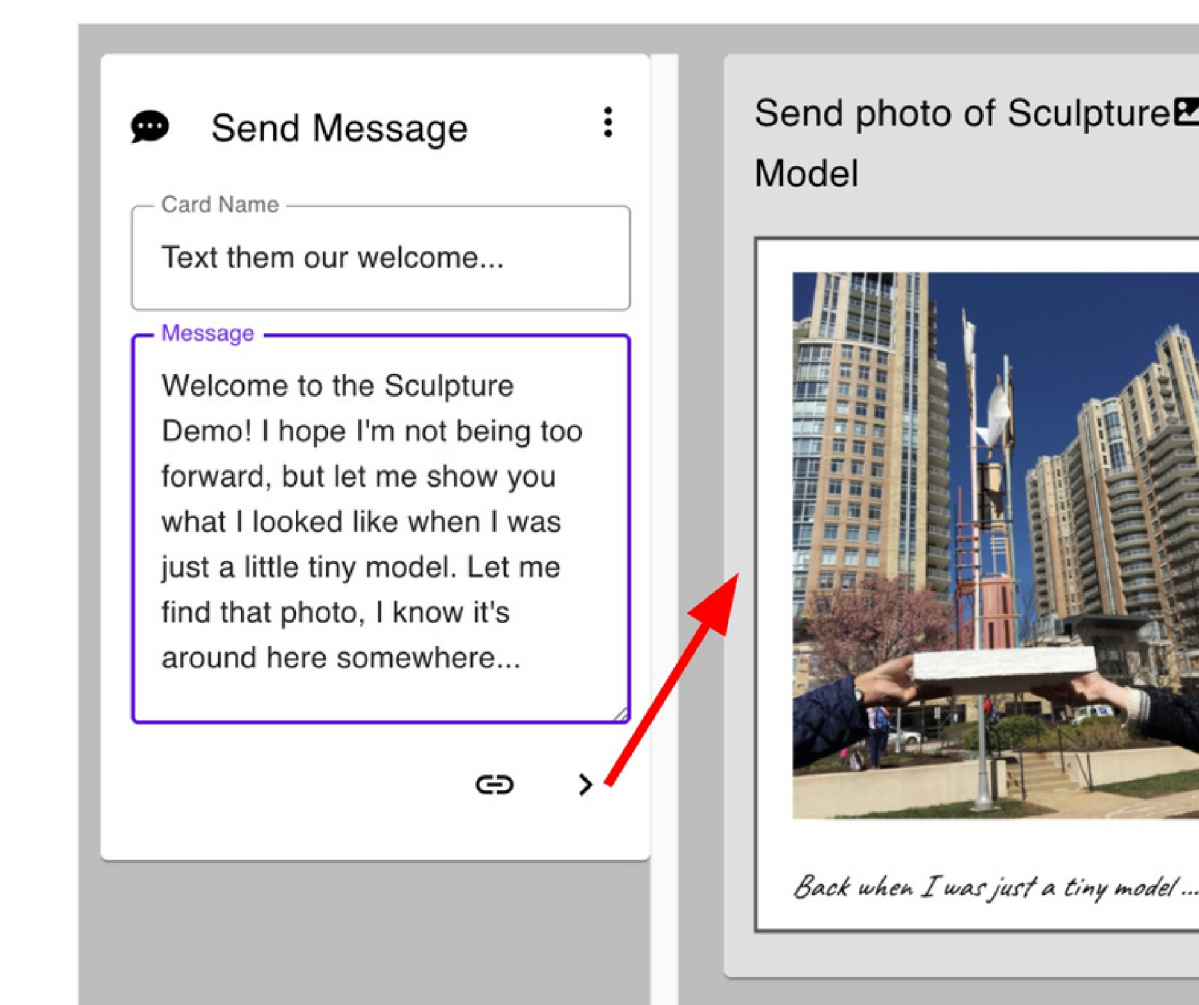 Send Message
Card Name
Text them our welcome...
Message
Welcome to the Sculpture
Demo! I hope I'm not being too
forward, but let me show you
what I looked like when I was
just a little tiny model. Let me
find that photo, I know it's
around here somewhere...
Send photo of Sculpture
Model
Back when I was just a tiny model ...